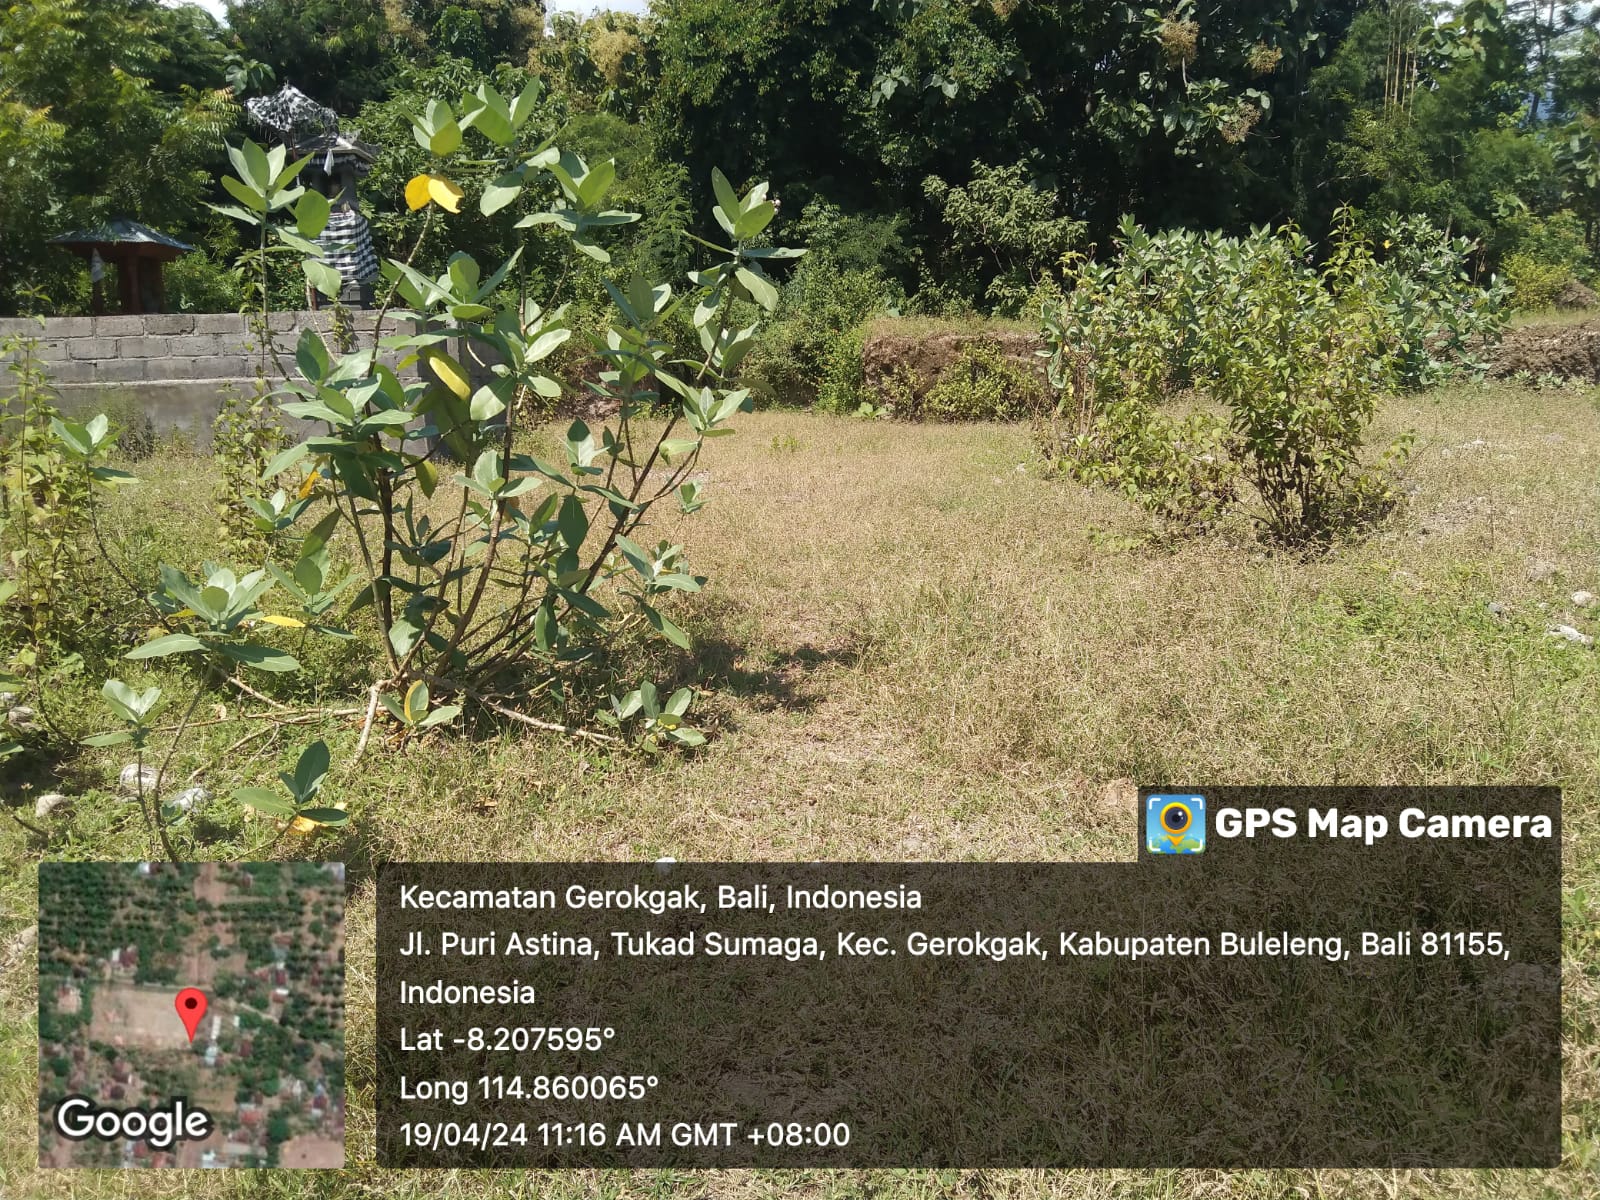 GPS Map Camera
Kecamatan Gerokgak, Bali, Indonesia
Jl. Puri Astina, Tukad Sumaga, Kec. Gerokgak, Kabupaten Buleleng, Bali 81155,
Indonesia
Lat -8.207595°
Long 114.860065°
19/04/24 11:16 AM GMT +08:00
Google